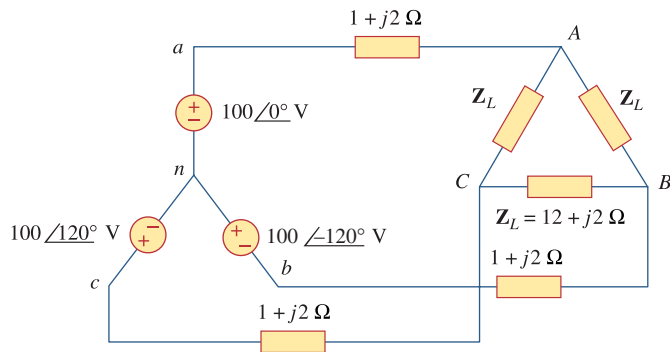 1 + j2 Ω
a
A
+
−
100 ∠0° V
Z_L
Z_L
n
C
B
100 ∠120° V
−
+
+
−
100 ∠−120° V
Z_L = 12 + j2 Ω
c
b
1 + j2 Ω
1 + j2 Ω